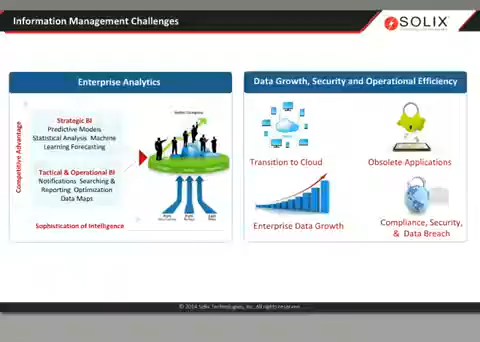 Information Management Challenges
SOLIX
Enterprise Analytics
Competitive Advantage
Strategic BI
Predictive Models
Statistical Analysis Machine
Learning Forecasting
Tactical & Operational BI
Notifications Searching &
Reporting Optimization
Data Maps
Sophistication of Intelligence
Data Growth, Security and Operational Efficiency
Transition to Cloud
Obsolete Applications
Enterprise Data Growth
Compliance, Security,
& Data Breach
© 2014 Solix Technologies, Inc. All rights reserved.